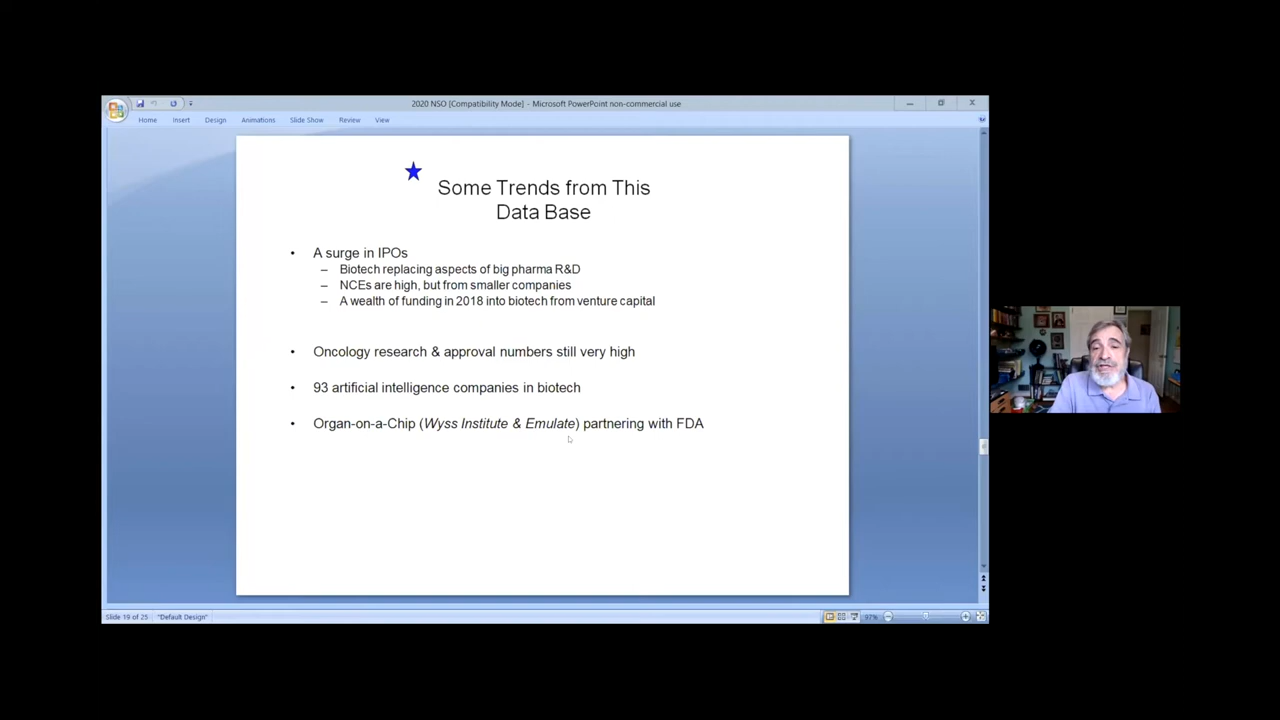 2020 NSO [Compatibility Mode] - Microsoft PowerPoint non-commercial use
Home Insert Design Animations Slide Show Review View
Some Trends from This
Data Base
• A surge in IPOs
– Biotech replacing aspects of big pharma R&D
– NCEs are high, but from smaller companies
– A wealth of funding in 2018 into biotech from venture capital
• Oncology research & approval numbers still very high
• 93 artificial intelligence companies in biotech
• Organ-on-a-Chip (Wyss Institute & Emulate) partnering with FDA
Slide 19 of 25 "Default Design" 97%